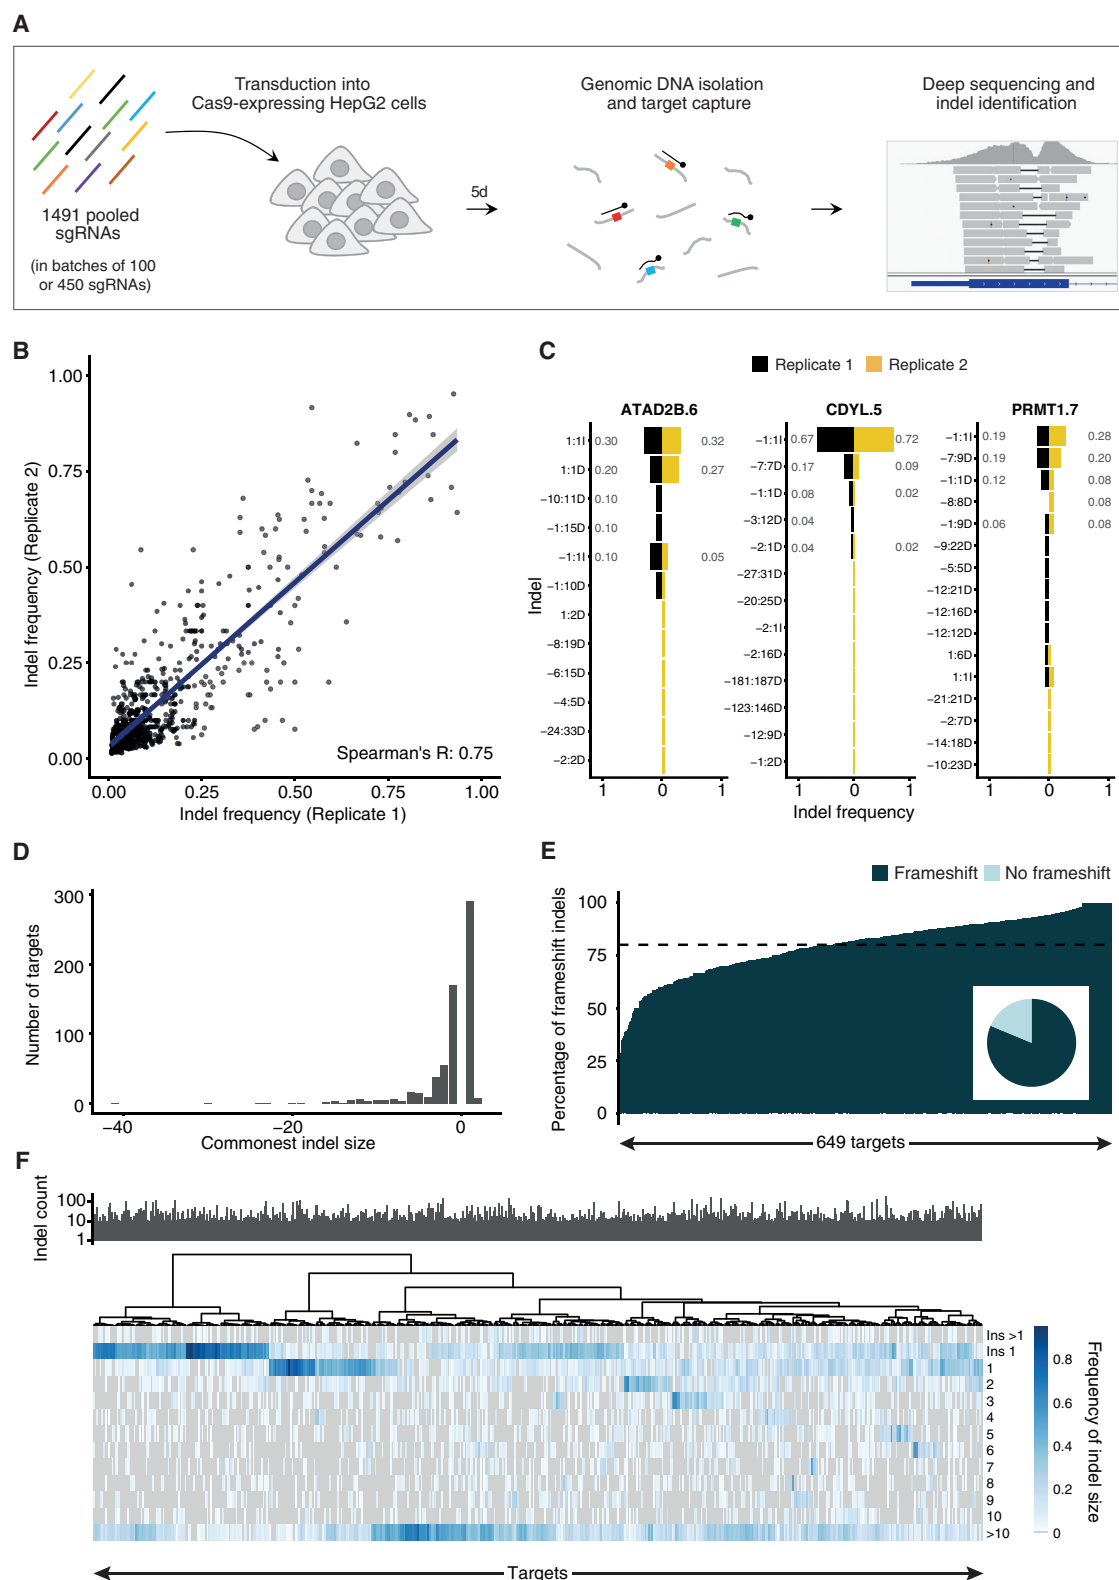 A
Transduction into
Cas9-expressing HepG2 cells
Genomic DNA isolation
and target capture
Deep sequencing and
indel identification
5d
1491 pooled
sgRNAs
(in batches of 100
or 450 sgRNAs)
B
Indel frequency (Replicate 2)
1.00
0.75
0.50
0.25
0.00
Spearman's R: 0.75
0.00
0.25
0.50
0.75
1.00
Indel frequency (Replicate 1)
C
Replicate 1
Replicate 2
Indel
ATAD2B.6
1:1I 0.30 0.32
1:1D 0.20 0.27
−10:11D 0.10
−1:15D 0.10
−1:1I 0.10 0.05
−1:10D
1:2D
−8:19D
−6:15D
−4:5D
−24:33D
−2:2D
1 0 1
CDYL.5
−1:1I 0.67 0.72
−7:7D 0.17 0.09
−1:1D 0.08 0.02
−3:12D 0.04
−2:1D 0.04 0.02
−27:31D
−20:25D
−2:1I
−2:16D
−181:187D
−123:146D
−12:9D
−1:2D
1 0 1
PRMT1.7
−1:1I 0.19 0.28
−7:9D 0.19 0.20
−1:1D 0.12 0.08
−8:8D 0.08
−1:9D 0.06 0.08
−9:22D
−5:5D
−12:21D
−12:16D
−12:12D
1:6D
1:1I
−21:21D
−2:7D
−14:18D
−10:23D
1 0 1
Indel frequency
D
Number of targets
300
200
100
0
−40
−20
0
Commonest indel size
E
Frameshift
No frameshift
Percentage of frameshift indels
100
75
50
25
0
649 targets
F
Indel count
100
10
1
Ins >1
Ins 1
1
2
3
4
5
6
7
8
9
10
>10
Frequency of indel size
0.8
0.6
0.4
0.2
0
Targets